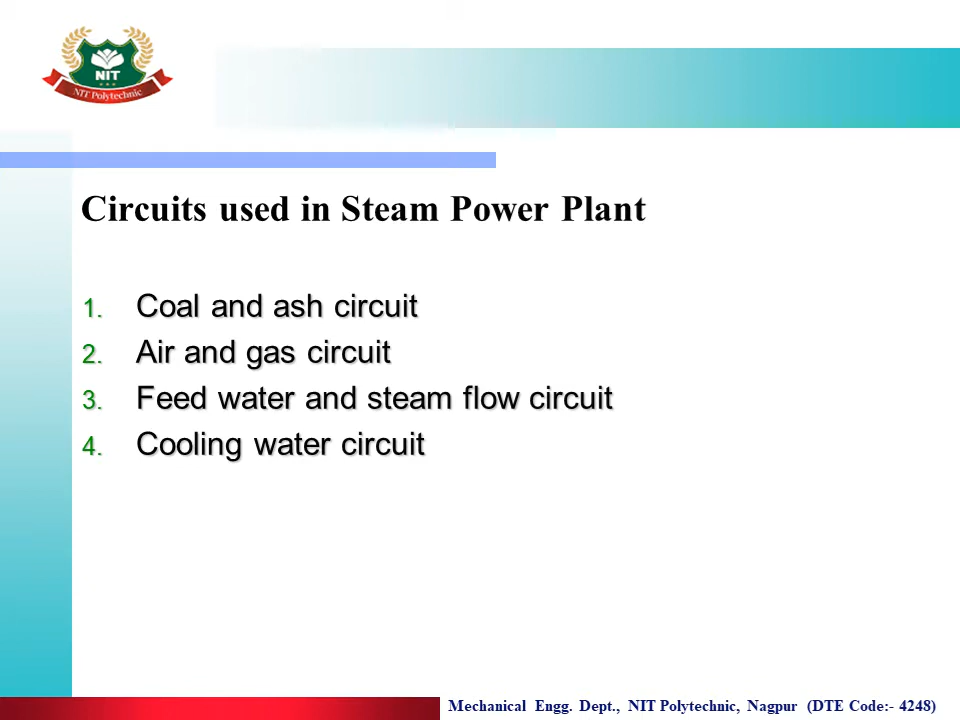 NIT
NIT Polytechnic
Circuits used in Steam Power Plant
1. Coal and ash circuit
2. Air and gas circuit
3. Feed water and steam flow circuit
4. Cooling water circuit
Mechanical Engg. Dept., NIT Polytechnic, Nagpur (DTE Code:- 4248)